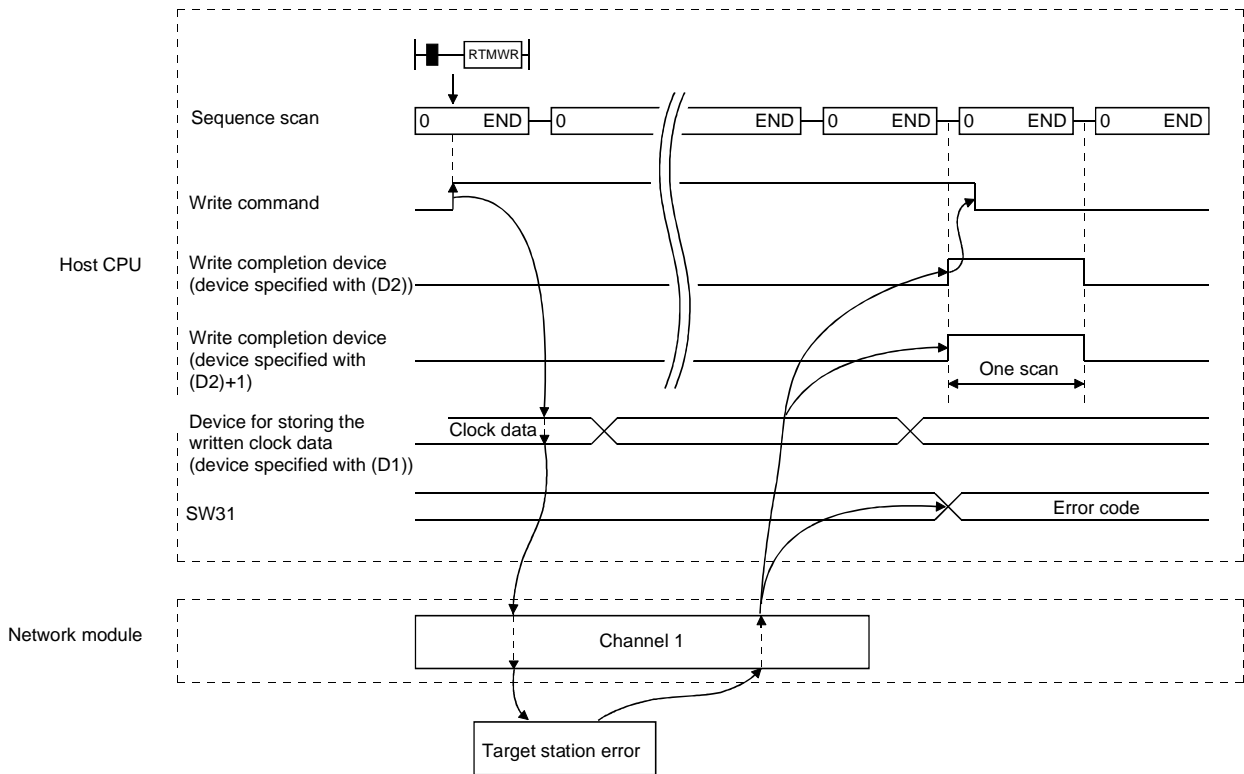 RTMWR
Sequence scan
0 END 0 END 0 END 0 END 0 END
Write command
Host CPU
Write completion device
(device specified with (D2))
Write completion device
(device specified with
(D2)+1)
One scan
Device for storing the
written clock data
(device specified with (D1))
Clock data
SW31
Error code
Network module
Channel 1
Target station error